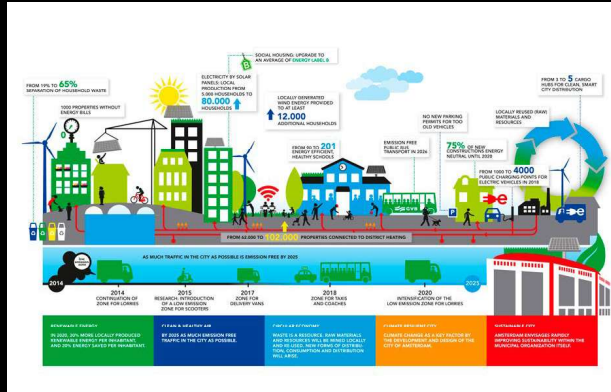 SOCIAL HOUSING: UPGRADE TO
AN AVERAGE OF ENERGY LABEL B
B
FROM 19% TO 65%
SEPARATION OF HOUSEHOLD WASTE
ELECTRICITY BY SOLAR
PANELS: LOCAL
PRODUCTION FROM
5.000 HOUSEHOLDS TO
80.000
HOUSEHOLDS
FROM 3 TO 5 CARGO
HUBS FOR CLEAN, SMART
CITY DISTRIBUTION
1000 PROPERTIES WITHOUT
ENERGY BILLS
0
LOCALLY GENERATED
WIND ENERGY PROVIDED
TO AT LEAST
12.000
ADDITIONAL HOUSEHOLDS
NO NEW PARKING
PERMITS FOR TOO
OLD VEHICLES
LOCALLY REUSED (RAW)
MATERIALS AND
RESOURCES
EMISSION FREE
PUBLIC BUS
TRANSPORT IN 2026
FROM TO 201
ENERGY EFFICIENT,
HEALTHY SCHOOLS
75% OF NEW
CONSTRUCTIONS ENERGY
NEUTRAL UNTIL 2020
FROM 1000 TO 4000
PUBLIC CHARGING POINTS FOR
ELECTRIC VEHICLES IN 2018
GVB
P
e
FROM 62.000 TO 102.000 PROPERTIES CONNECTED TO DISTRICT HEATING
AS MUCH TRAFFIC IN THE CITY AS POSSIBLE IS EMISSION FREE BY 2025
2014
2025
2014
CONTINUATION OF
ZONE FOR LORRIES
2015
RESEARCH: INTRODUCTION
OF A LOW EMISSION
ZONE FOR SCOOTERS
2017
ZONE FOR
DELIVERY VANS
2018
ZONE FOR TAXIS
AND COACHES
2020
INTENSIFICATION OF THE
LOW EMISSION ZONE FOR LORRIES
RENEWABLE ENERGY
IN 2020, 20% MORE LOCALLY PRODUCED
RENEWABLE ENERGY PER INHABITANT,
AND 20% ENERGY SAVED PER INHABITANT.
CLEAN & HEALTHY AIR
BY 2025 AS MUCH EMISSION FREE
TRAFFIC IN THE CITY AS POSSIBLE.
CIRCULAR ECONOMY
WASTE IS A RESOURCE: RAW MATERIALS
AND RESOURCES WILL BE MINED LOCALLY
AND RE-USED. NEW FORMS OF DISTRIBU-
TION, CONSUMPTION AND DISTRIBUTION
WILL ARISE.
CLIMATE RESILIENT CITY
CLIMATE CHANGE AS A KEY FACTOR BY
THE DEVELOPMENT AND DESIGN OF THE
CITY OF AMSTERDAM.
SUSTAINABLE CITY
AMSTERDAM ENVISAGES RAPIDLY
IMPROVING SUSTAINABILITY WITHIN THE
MUNICIPAL ORGANIZATION ITSELF